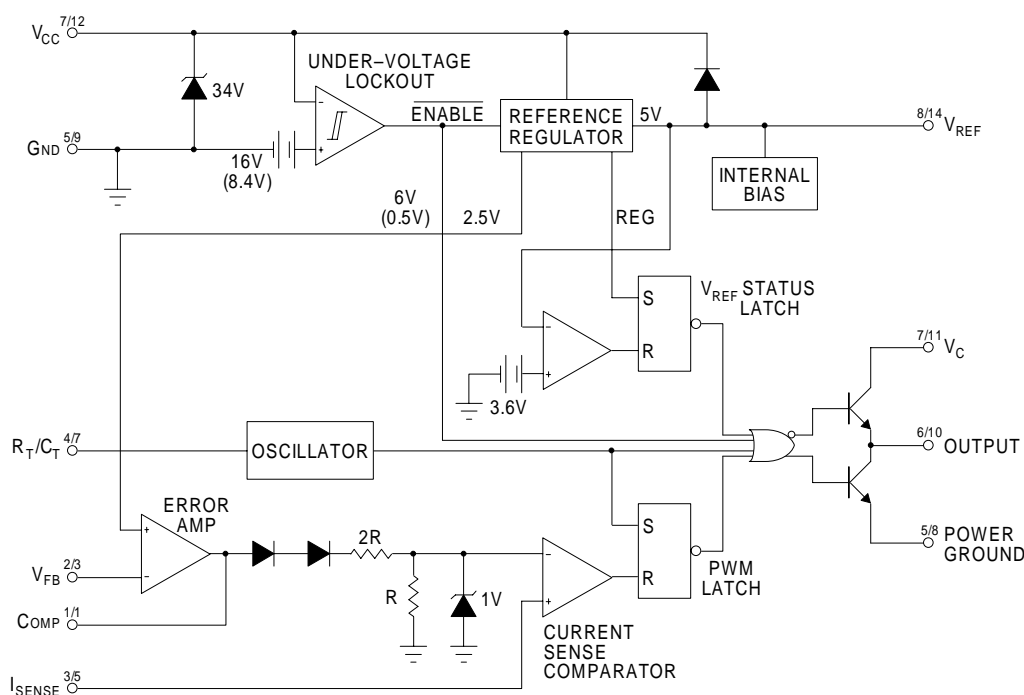 7/12
VCC
UNDER–VOLTAGE
LOCKOUT
34V
ENABLE
REFERENCE
REGULATOR
5V
8/14
VREF
5/9
GND
16V
(8.4V)
INTERNAL
BIAS
6V
(0.5V)
2.5V
REG
VREF STATUS
LATCH
S
R
–
+
3.6V
7/11
VC
RT/CT 4/7
OSCILLATOR
6/10
OUTPUT
ERROR
AMP
+
–
2R
–
+
S
R
5/8
POWER
GROUND
VFB 2/3
R
1V
PWM
LATCH
COMP 1/1
CURRENT
SENSE
COMPARATOR
ISENSE 3/5